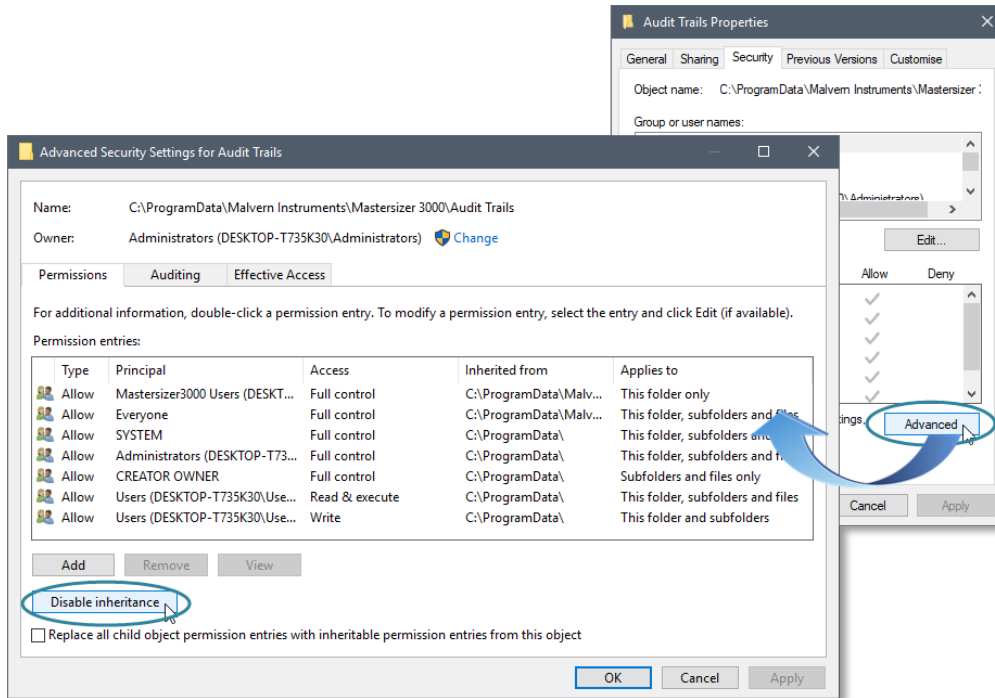 Audit Trails Properties
General Sharing Security Previous Versions Customise
Object name: C:\ProgramData\Malvern Instruments\Mastersizer
Group or user names:
Advanced Security Settings for Audit Trails
Name: C:\ProgramData\Malvern Instruments\Mastersizer 3000\Audit Trails
Owner: Administrators (DESKTOP-T735K30\Administrators) Change
Permissions Auditing Effective Access
For additional information, double-click a permission entry. To modify a permission entry, select the entry and click Edit (if available).
Permission entries:
Type Principal Access Inherited from Applies to
Allow Mastersizer3000 Users (DESKT... Full control C:\ProgramData\Malv... This folder only
Allow Everyone Full control C:\ProgramData\Malv... This folder, subfolders and files
Allow SYSTEM Full control C:\ProgramData\ This folder, subfolders and
Allow Administrators (DESKTOP-T73... Full control C:\ProgramData\ This folder, subfolders and
Allow CREATOR OWNER Full control C:\ProgramData\ Subfolders and files only
Allow Users (DESKTOP-T735K30\Use... Read & execute C:\ProgramData\ This folder, subfolders and files
Allow Users (DESKTOP-T735K30\Use... Write C:\ProgramData\ This folder and subfolders
Add Remove View
Disable inheritance
Replace all child object permission entries with inheritable permission entries from this object
OK Cancel Apply
\Administrators)
Edit...
Allow Deny
Advanced
Cancel Apply